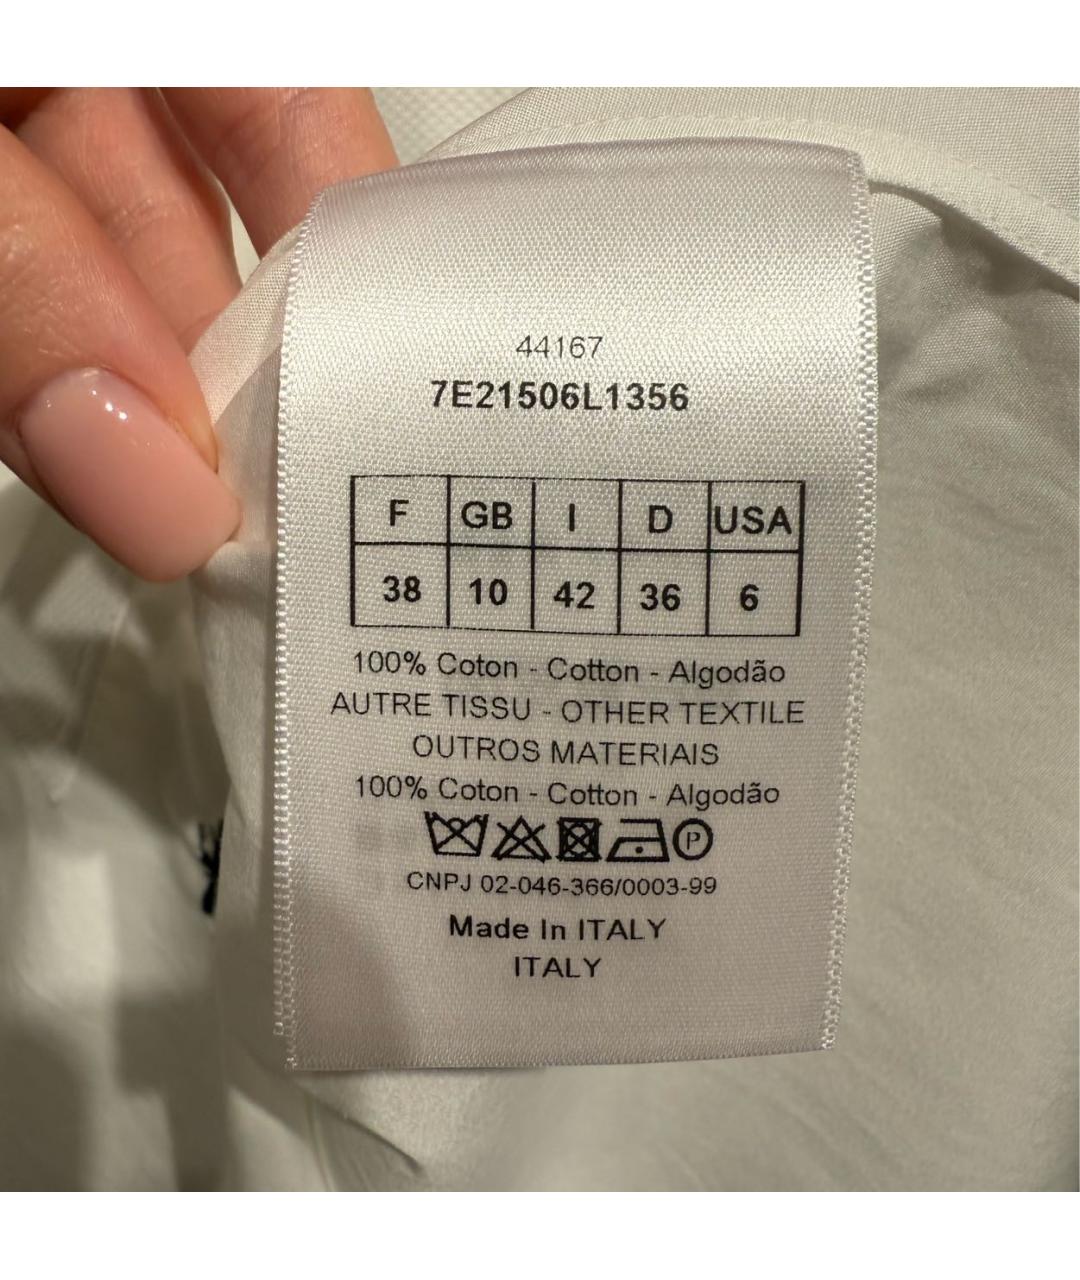 44167
7E21506L1356
F GB I D USA
38 10 42 36 6
100% Coton - Cotton - Algodão
AUTRE TISSU - OTHER TEXTILE
OUTROS MATERIAIS
100% Coton - Cotton - Algodão
P
CNPJ 02-046-366/0003-99
Made In ITALY
ITALY